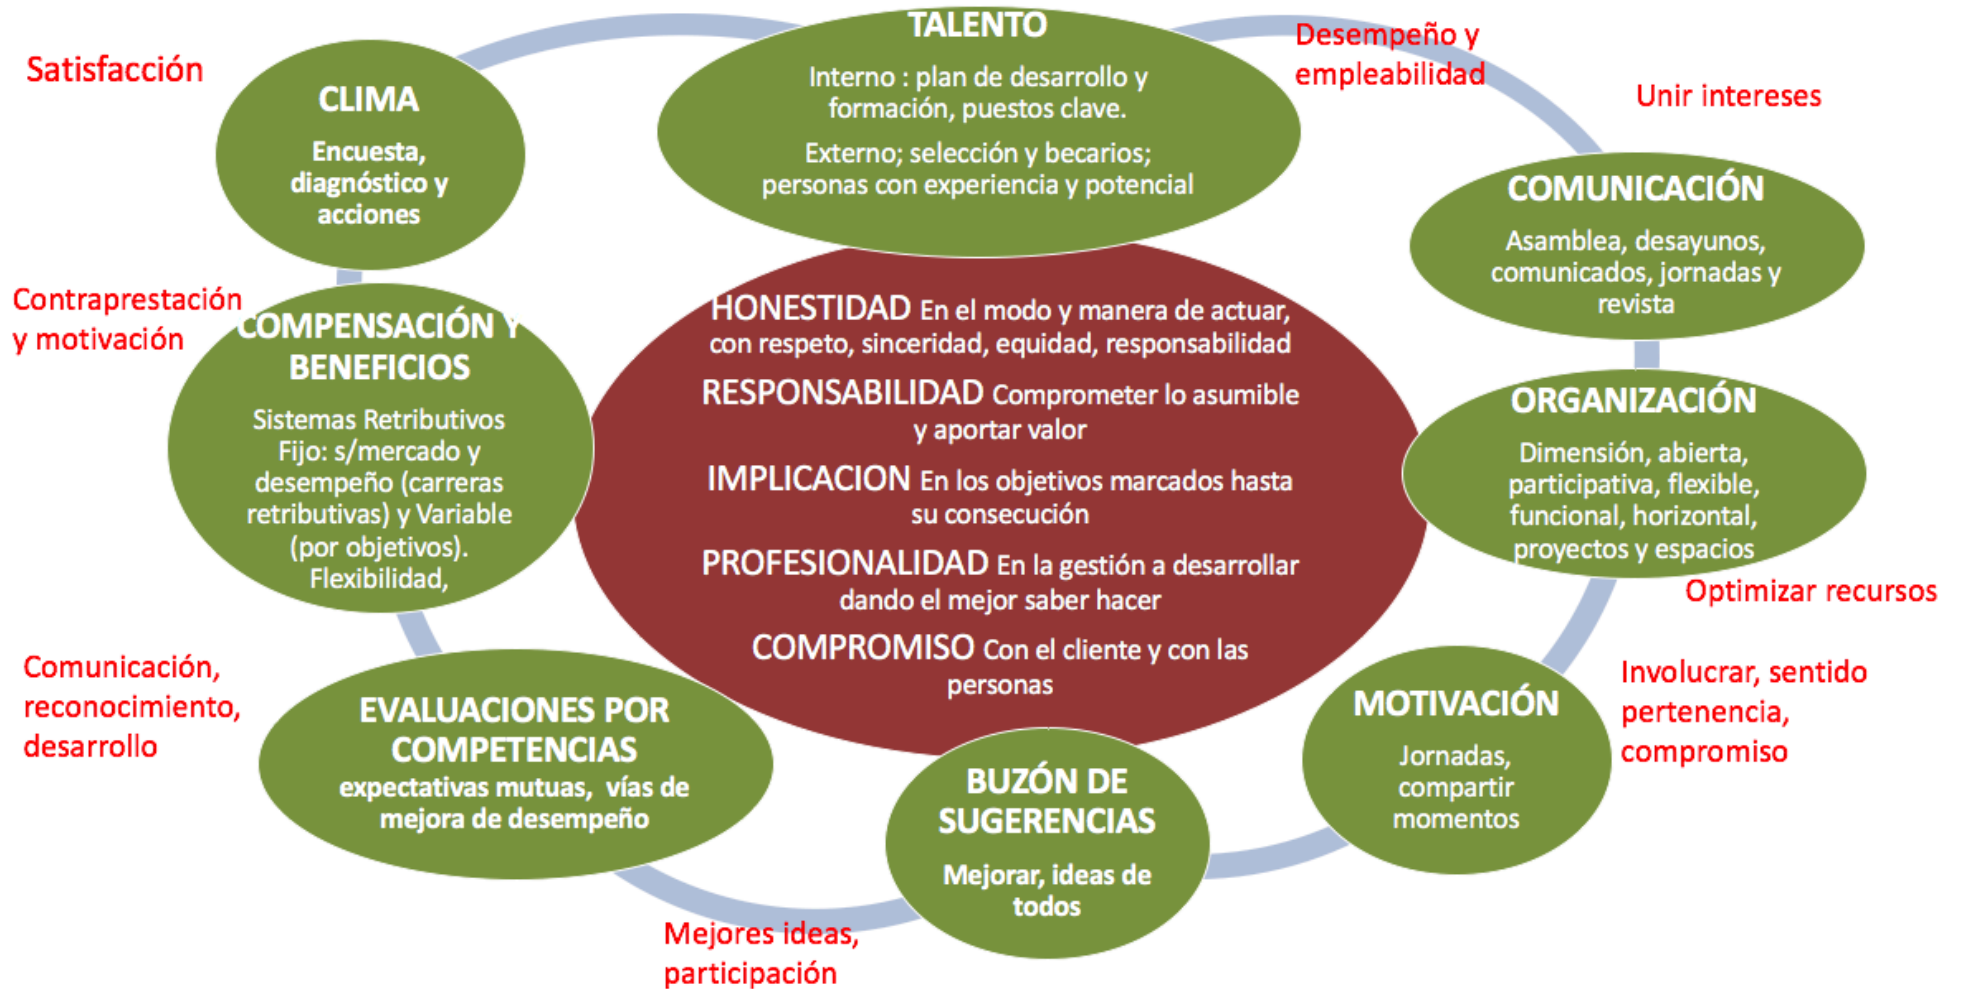 TALENTO
Interno : plan de desarrollo y
formación, puestos clave.
Externo; selección y becarios;
personas con experiencia y potencial
Desempeño y
empleabilidad
Unir intereses
COMUNICACIÓN
Asamblea, desayunos,
comunicados, jornadas y
revista
ORGANIZACIÓN
Dimensión, abierta,
participativa, flexible,
funcional, horizontal,
proyectos y espacios
Optimizar recursos
MOTIVACIÓN
Jornadas,
compartir
momentos
Involucrar, sentido
pertenencia,
compromiso
BUZÓN DE
SUGERENCIAS
Mejorar, ideas de
todos
Mejores ideas,
participación
EVALUACIONES POR
COMPETENCIAS
expectativas mutuas, vías de
mejora de desempeño
Comunicación,
reconocimiento,
desarrollo
COMPENSACIÓN Y
BENEFICIOS
Sistemas Retributivos
Fijo: s/mercado y
desempeño (carreras
retributivas) y Variable
(por objetivos).
Flexibilidad,
Contraprestación
y motivación
CLIMA
Encuesta,
diagnóstico y
acciones
Satisfacción
HONESTIDAD En el modo y manera de actuar,
con respeto, sinceridad, equidad, responsabilidad
RESPONSABILIDAD Comprometer lo asumible
y aportar valor
IMPLICACION En los objetivos marcados hasta
su consecución
PROFESIONALIDAD En la gestión a desarrollar
dando el mejor saber hacer
COMPROMISO Con el cliente y con las
personas